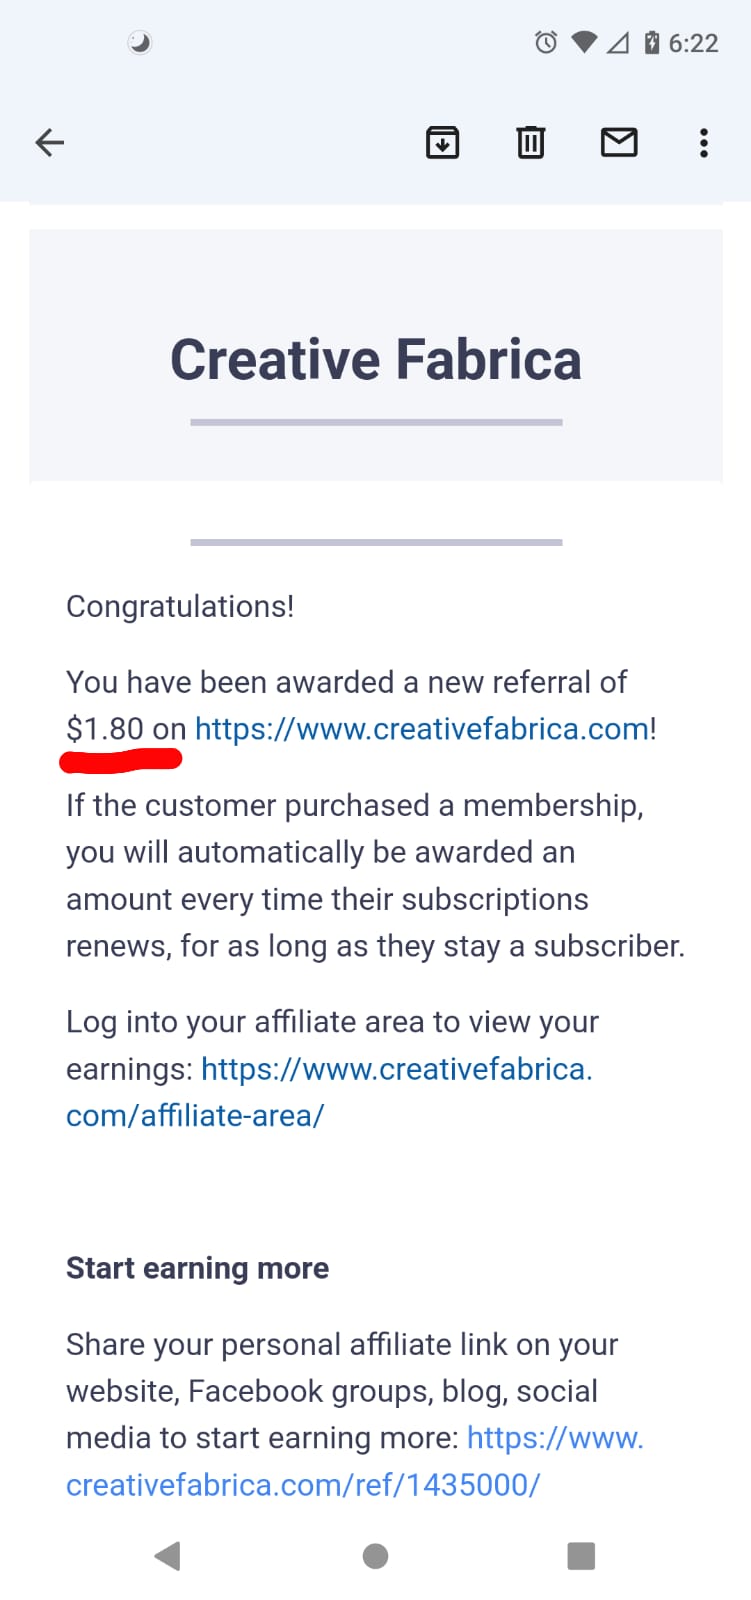 6:22
Creative Fabrica
Congratulations!
You have been awarded a new referral of
$1.80 on https://www.creativefabrica.com!
If the customer purchased a membership,
you will automatically be awarded an
amount every time their subscriptions
renews, for as long as they stay a subscriber.
Log into your affiliate area to view your
earnings: https://www.creativefabrica.
com/affiliate-area/
Start earning more
Share your personal affiliate link on your
website, Facebook groups, blog, social
media to start earning more: https://www.
creativefabrica.com/ref/1435000/